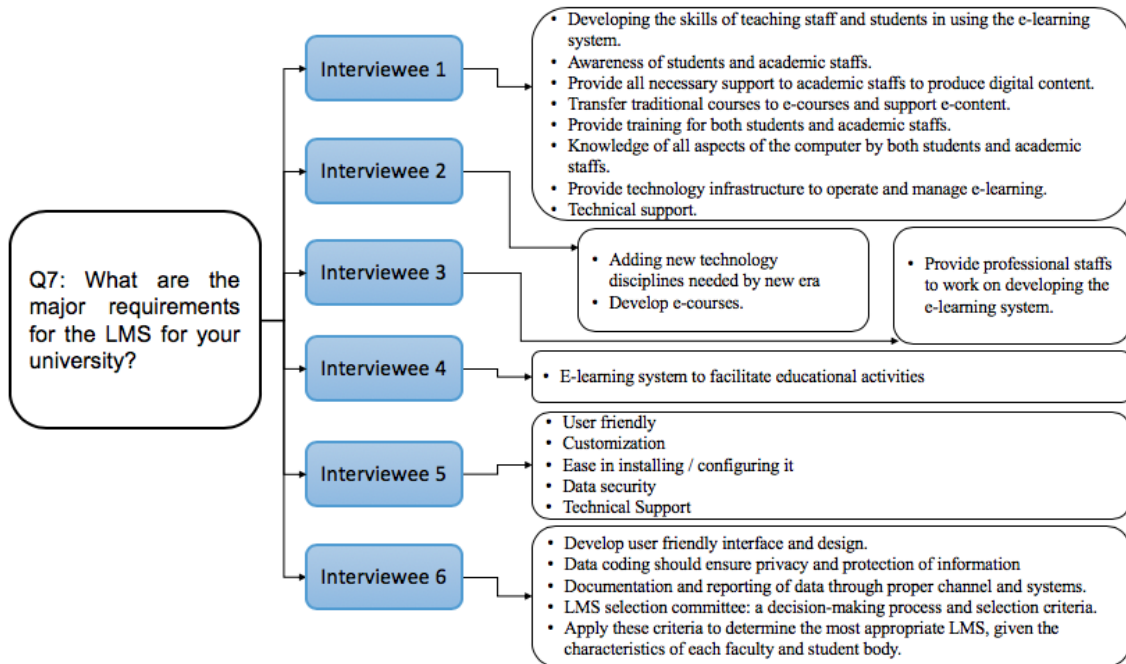 Q7: What are the
major requirements
for the LMS for your
university?
Interviewee 1
• Developing the skills of teaching staff and students in using the e-learning
system.
• Awareness of students and academic staffs.
• Provide all necessary support to academic staffs to produce digital content.
• Transfer traditional courses to e-courses and support e-content.
• Provide training for both students and academic staffs.
• Knowledge of all aspects of the computer by both students and academic
staffs.
• Provide technology infrastructure to operate and manage e-learning.
• Technical support.
Interviewee 2
• Adding new technology
disciplines needed by new era
• Develop e-courses.
Interviewee 3
• Provide professional staffs
to work on developing the
e-learning system.
Interviewee 4
• E-learning system to facilitate educational activities
Interviewee 5
• User friendly
• Customization
• Ease in installing / configuring it
• Data security
• Technical Support
Interviewee 6
• Develop user friendly interface and design.
• Data coding should ensure privacy and protection of information
• Documentation and reporting of data through proper channel and systems.
• LMS selection committee: a decision-making process and selection criteria.
• Apply these criteria to determine the most appropriate LMS, given the
characteristics of each faculty and student body.